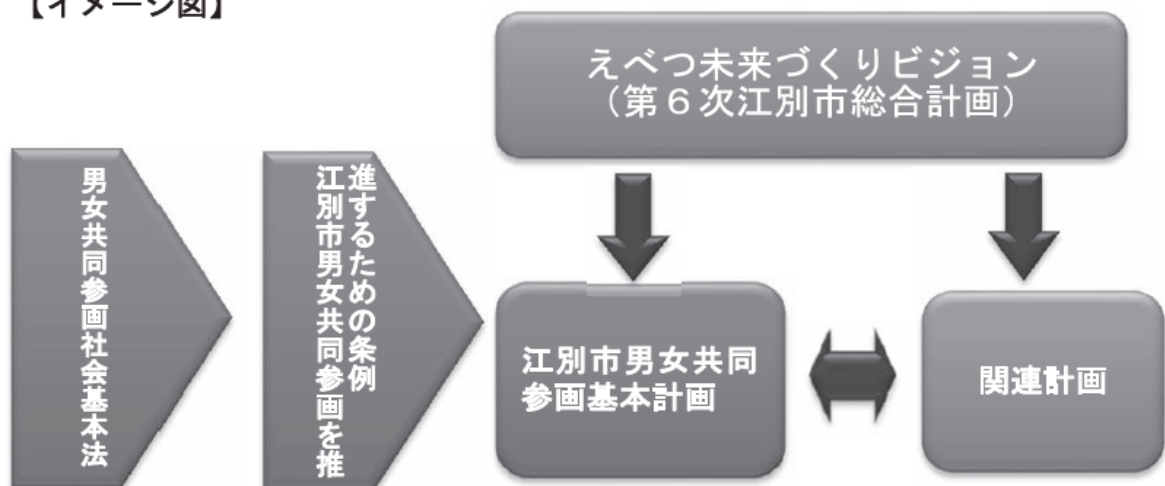 【イメージ図】
えべつ未来づくりビジョン
（第６次江別市総合計画）
男女共同参画社会基本法
江別市男女共同参画を推
進するための条例
江別市男女共同
参画基本計画
関連計画